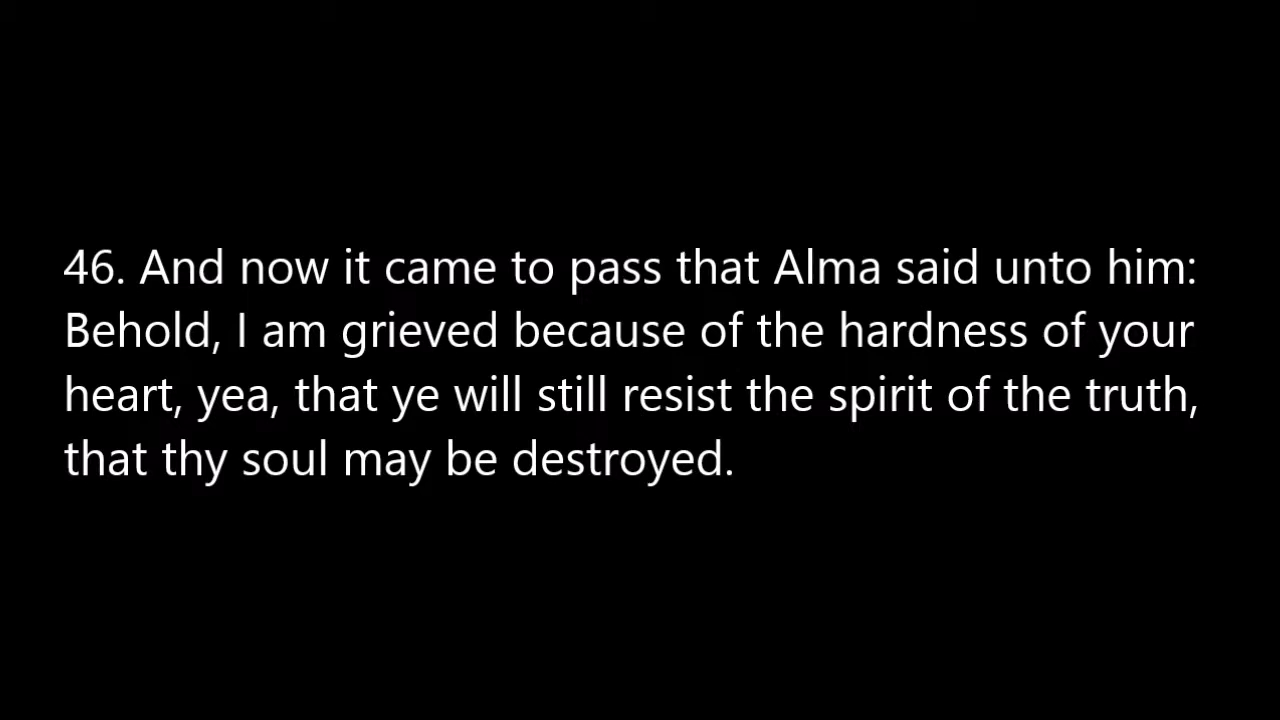 46. And now it came to pass that Alma said unto him:
Behold, I am grieved because of the hardness of your
heart, yea, that ye will still resist the spirit of the truth,
that thy soul may be destroyed.